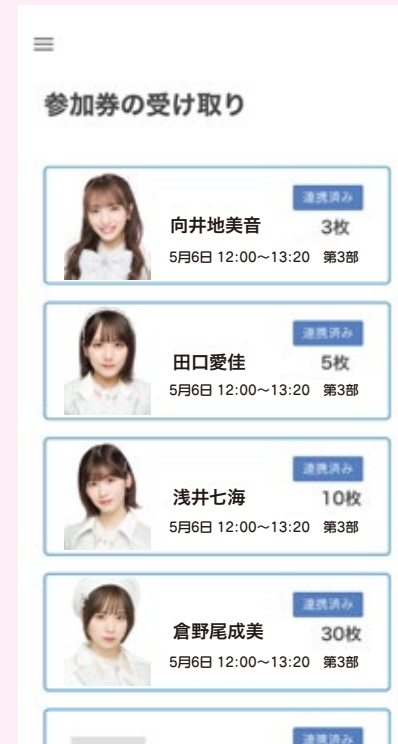 参加券の受け取り
連携済み
向井地美音 3枚
5月6日 12:00～13:20 第3部
連携済み
田口愛佳 5枚
5月6日 12:00～13:20 第3部
連携済み
浅井七海 10枚
5月6日 12:00～13:20 第3部
連携済み
倉野尾成美 30枚
5月6日 12:00～13:20 第3部
連携済み